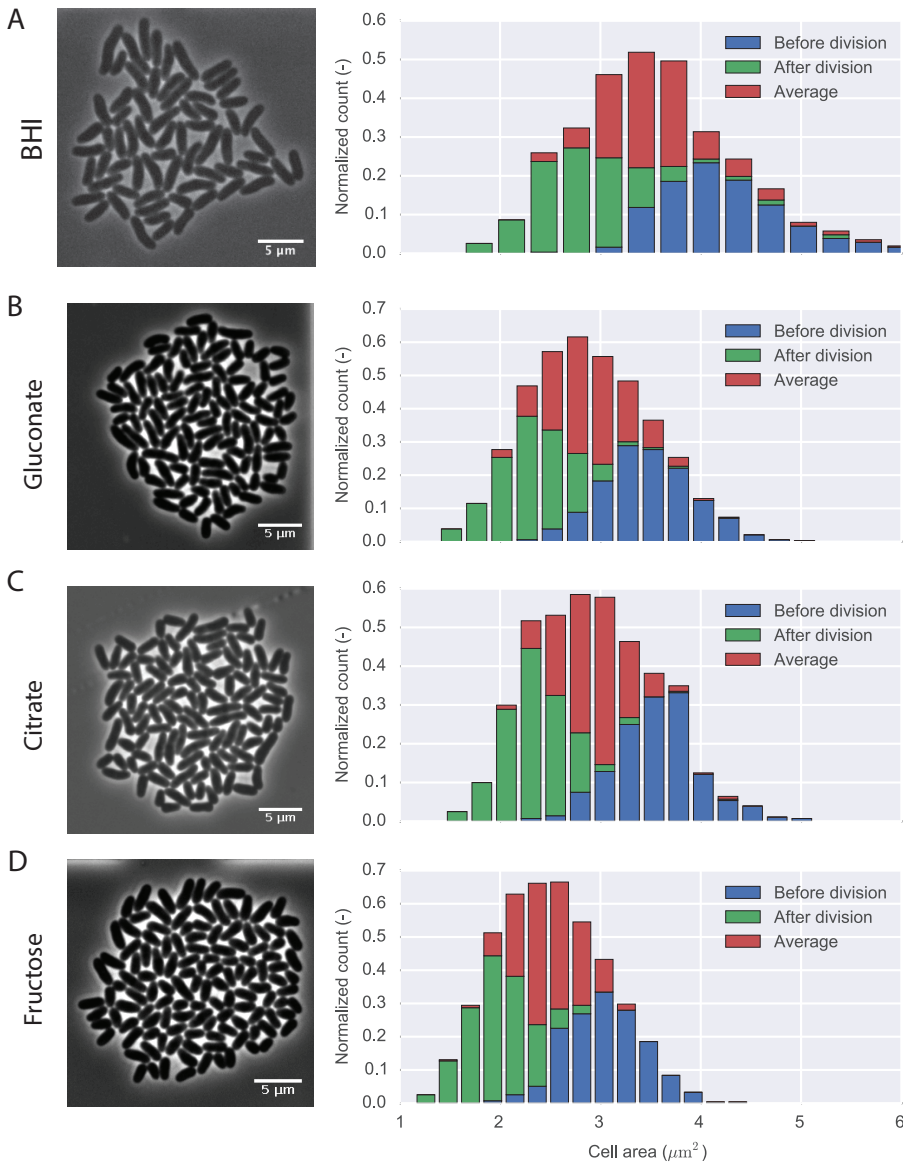 A
BHI
5 µm
Normalized count (-)
0.6
0.5
0.4
0.3
0.2
0.1
0.0
Before division
After division
Average
B
Gluconate
5 µm
Normalized count (-)
0.7
0.6
0.5
0.4
0.3
0.2
0.1
0.0
Before division
After division
Average
C
Citrate
5 µm
Normalized count (-)
0.6
0.5
0.4
0.3
0.2
0.1
0.0
Before division
After division
Average
D
Fructose
5 µm
Normalized count (-)
0.7
0.6
0.5
0.4
0.3
0.2
0.1
0.0
Before division
After division
Average
1 2 3 4 5 6
Cell area (µm²)